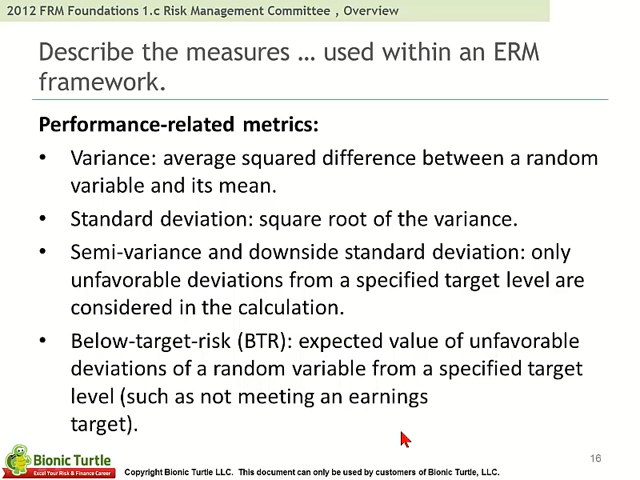 2012 FRM Foundations 1.c Risk Management Committee , Overview
Describe the measures … used within an ERM
framework.
Performance-related metrics:
• Variance: average squared difference between a random
variable and its mean.
• Standard deviation: square root of the variance.
• Semi-variance and downside standard deviation: only
unfavorable deviations from a specified target level are
considered in the calculation.
• Below-target-risk (BTR): expected value of unfavorable
deviations of a random variable from a specified target
level (such as not meeting an earnings
target).
16
Bionic Turtle
Excel Your Risk & Finance Career
Copyright Bionic Turtle LLC. This document can only be used by customers of Bionic Turtle, LLC.